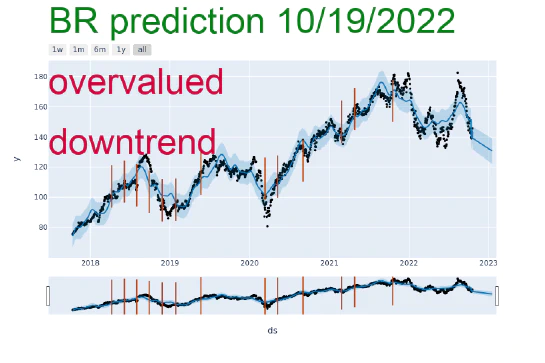 BR prediction 10/19/2022
1w 1m 6m 1y all
overvalued
downtrend
180
160
140
120
100
80
y
2018 2019 2020 2021 2022 2023
ds